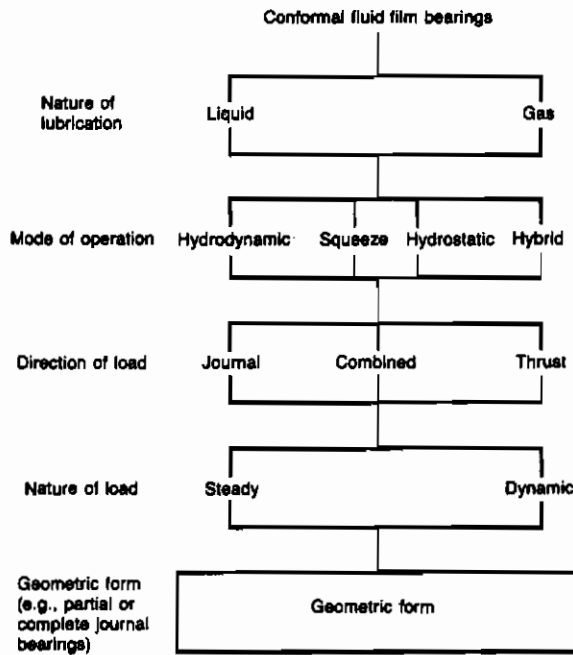 Conformal fluid film bearings
Nature of
lubrication
Liquid
Gas
Mode of operation
Hydrodynamic
Squeeze
Hydrostatic
Hybrid
Direction of load
Journal
Combined
Thrust
Nature of load
Steady
Dynamic
Geometric form
(e.g., partial or
complete journal
bearings)
Geometric form